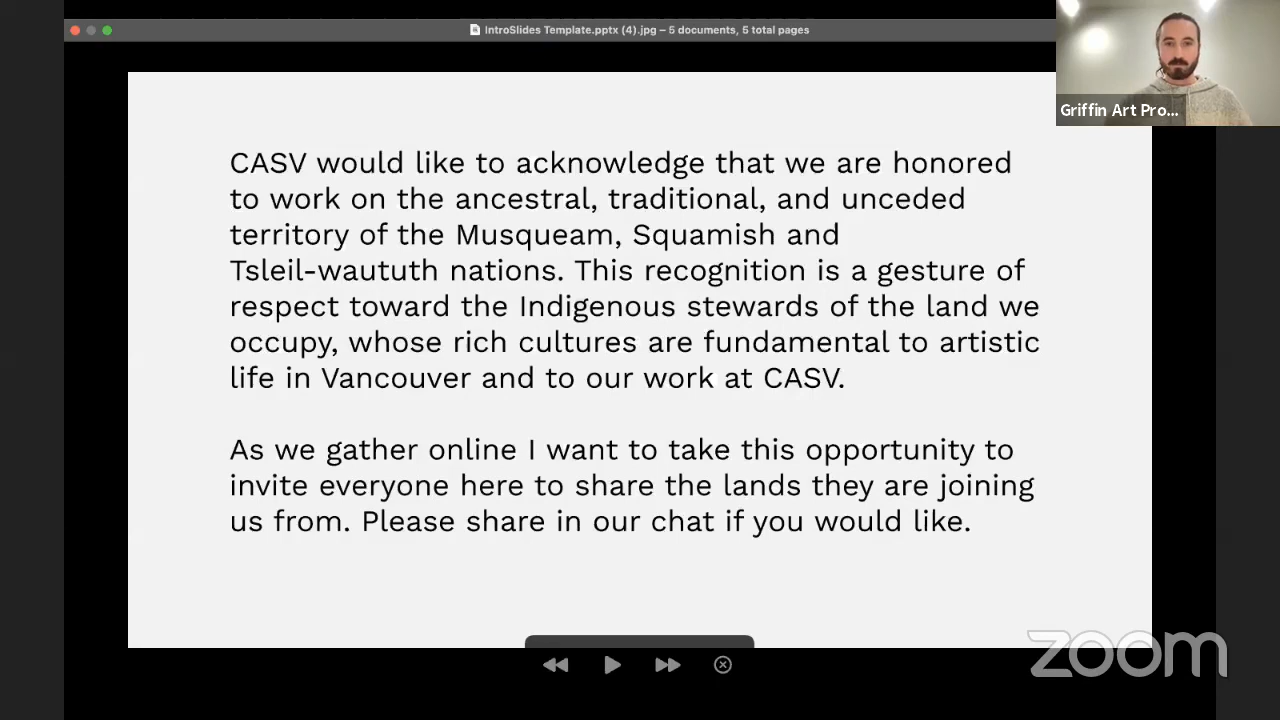 IntroSlides Template.pptx (4).jpg – 5 documents, 5 total pages
Griffin Art Pro...
CASV would like to acknowledge that we are honored
to work on the ancestral, traditional, and unceded
territory of the Musqueam, Squamish and
Tsleil-waututh nations. This recognition is a gesture of
respect toward the Indigenous stewards of the land we
occupy, whose rich cultures are fundamental to artistic
life in Vancouver and to our work at CASV.
As we gather online I want to take this opportunity to
invite everyone here to share the lands they are joining
us from. Please share in our chat if you would like.
zoom